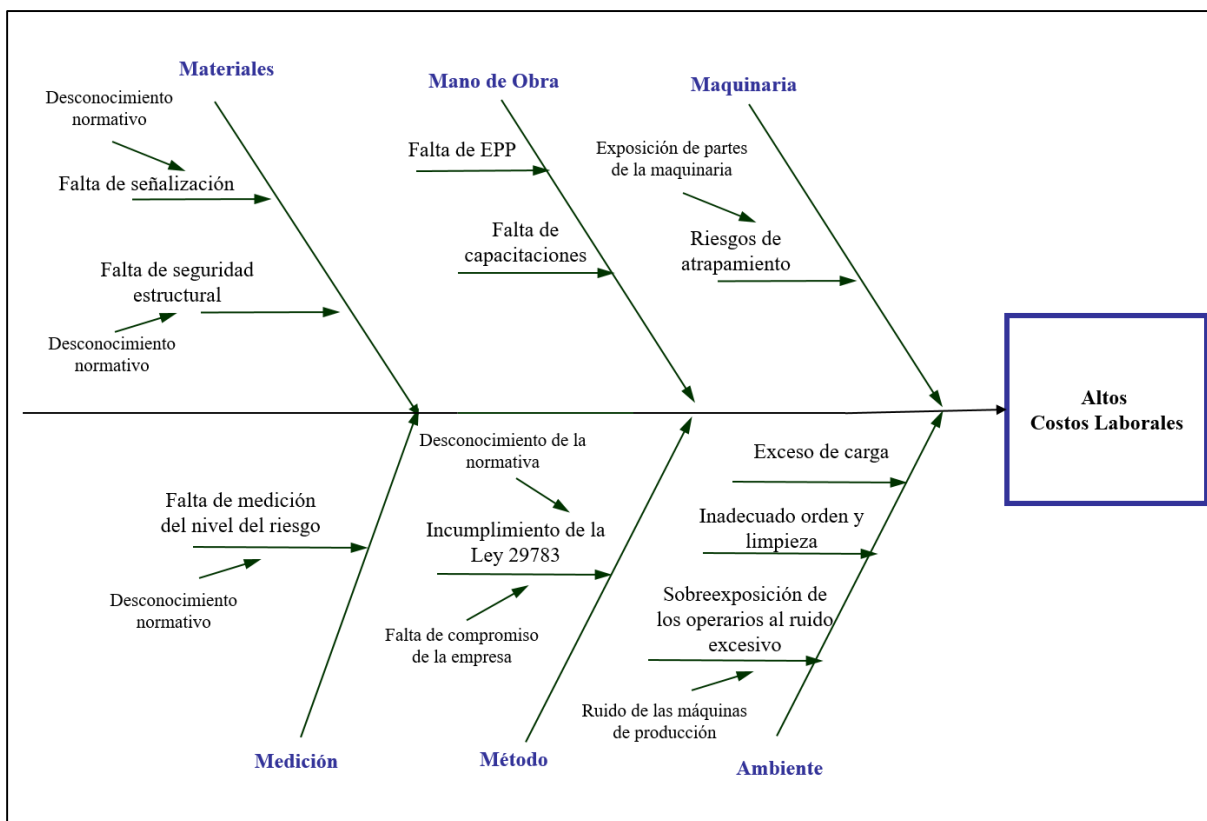 Materiales
Desconocimiento
normativo
Falta de señalización
Falta de seguridad
estructural
Desconocimiento
normativo
Mano de Obra
Falta de EPP
Falta de
capacitaciones
Maquinaria
Exposición de partes
de la maquinaria
Riesgos de
atrapamiento
Altos
Costos Laborales
Falta de medición
del nivel del riesgo
Desconocimiento
normativo
Medición
Desconocimiento de la
normativa
Incumplimiento de la
Ley 29783
Falta de compromiso
de la empresa
Método
Exceso de carga
Inadecuado orden y
limpieza
Sobreexposición de
los operarios al ruido
excesivo
Ruido de las máquinas
de producción
Ambiente